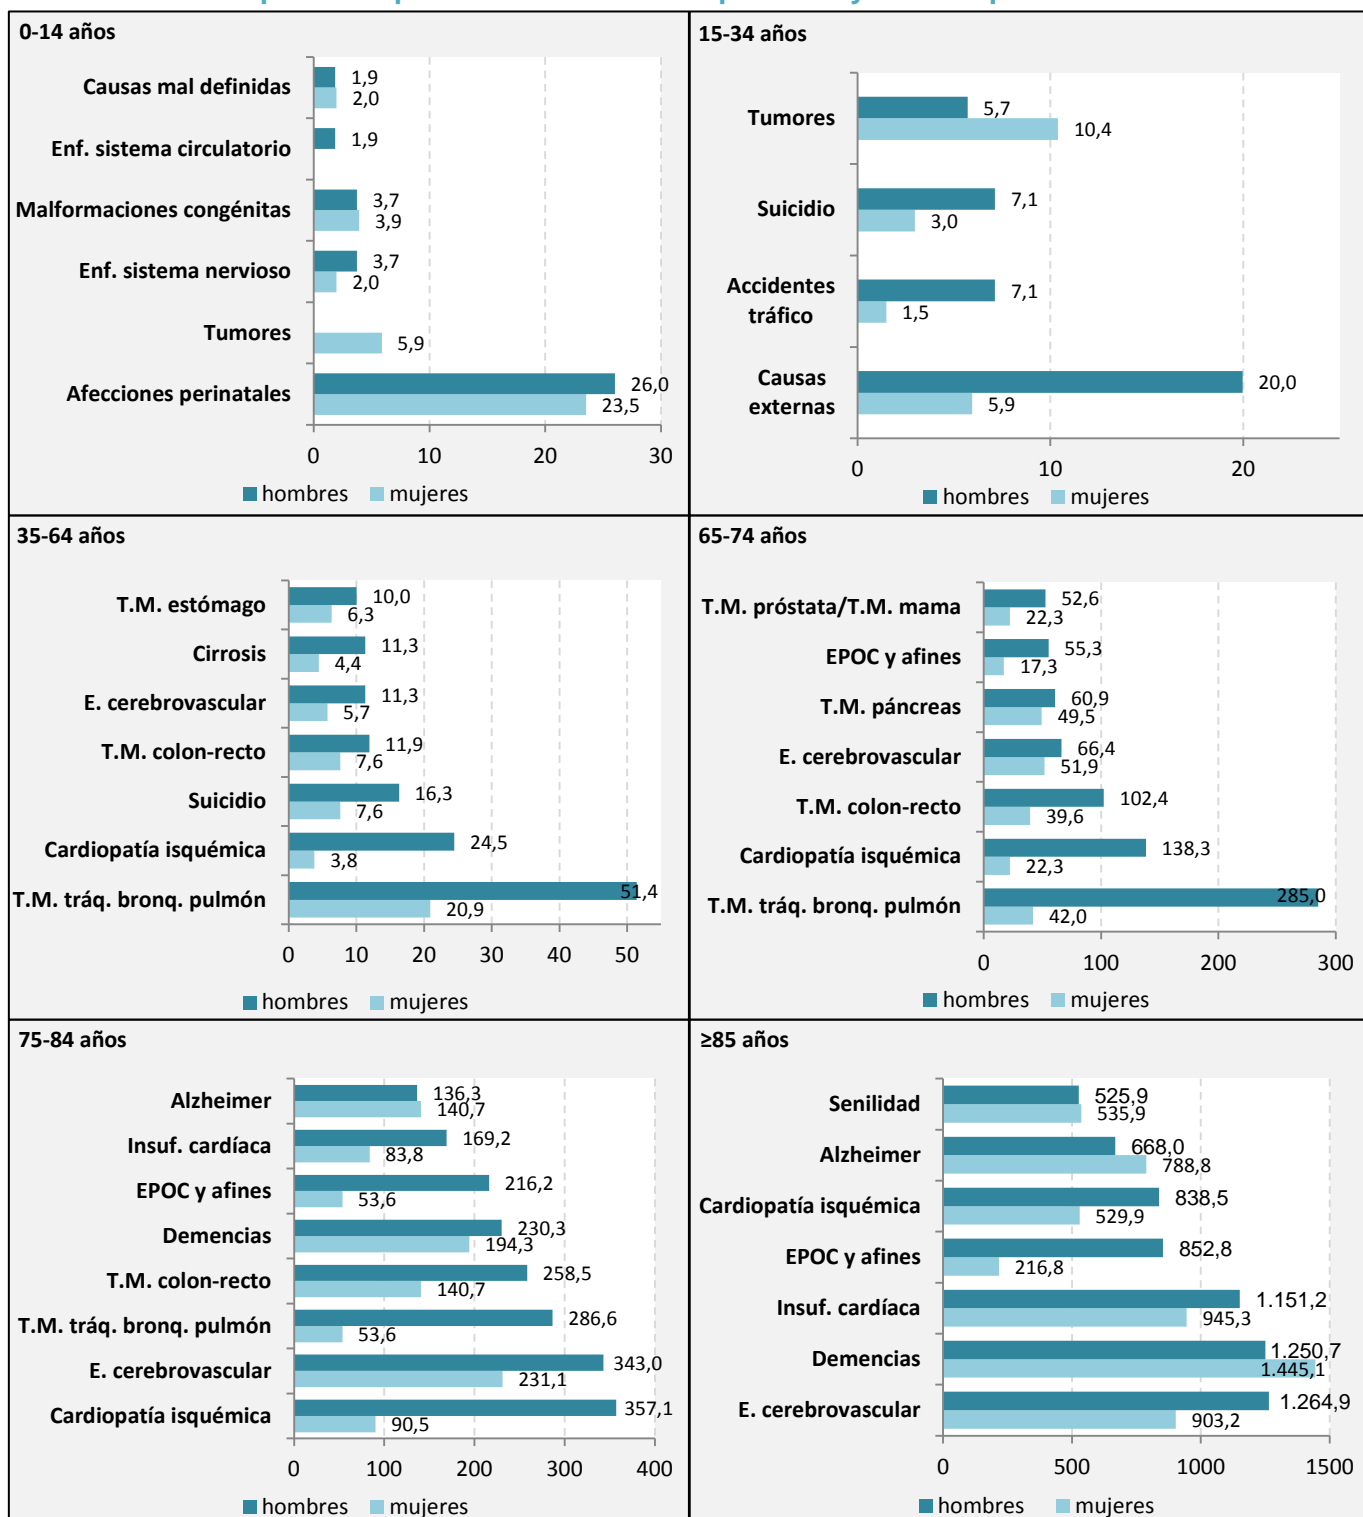 0-14 años
Causas mal definidas
1,9
2,0
Enf. sistema circulatorio
1,9
Malformaciones congénitas
3,7
3,9
Enf. sistema nervioso
3,7
2,0
Tumores
5,9
Afecciones perinatales
26,0
23,5
0 10 20 30
hombres mujeres
15-34 años
Tumores
5,7
10,4
Suicidio
7,1
3,0
Accidentes
tráfico
7,1
1,5
Causas
externas
20,0
5,9
0 10 20
hombres mujeres
35-64 años
T.M. estómago
10,0
6,3
Cirrosis
11,3
4,4
E. cerebrovascular
11,3
5,7
T.M. colon-recto
11,9
7,6
Suicidio
16,3
7,6
Cardiopatía isquémica
24,5
3,8
T.M. tráq. bronq. pulmón
51,4
20,9
0 10 20 30 40 50
hombres mujeres
65-74 años
T.M. próstata/T.M. mama
52,6
22,3
EPOC y afines
55,3
17,3
T.M. páncreas
60,9
49,5
E. cerebrovascular
66,4
51,9
T.M. colon-recto
102,4
39,6
Cardiopatía isquémica
138,3
22,3
T.M. tráq. bronq. pulmón
285,0
42,0
0 100 200 300
hombres mujeres
75-84 años
Alzheimer
136,3
140,7
Insuf. cardíaca
169,2
83,8
EPOC y afines
216,2
53,6
Demencias
230,3
194,3
T.M. colon-recto
258,5
140,7
T.M. tráq. bronq. pulmón
286,6
53,6
E. cerebrovascular
343,0
231,1
Cardiopatía isquémica
357,1
90,5
0 100 200 300 400
hombres mujeres
≥85 años
Senilidad
525,9
535,9
Alzheimer
668,0
788,8
Cardiopatía isquémica
838,5
529,9
EPOC y afines
852,8
216,8
Insuf. cardíaca
1.151,2
945,3
Demencias
1.250,7
1.445,1
E. cerebrovascular
1.264,9
903,2
0 500 1000 1500
hombres mujeres